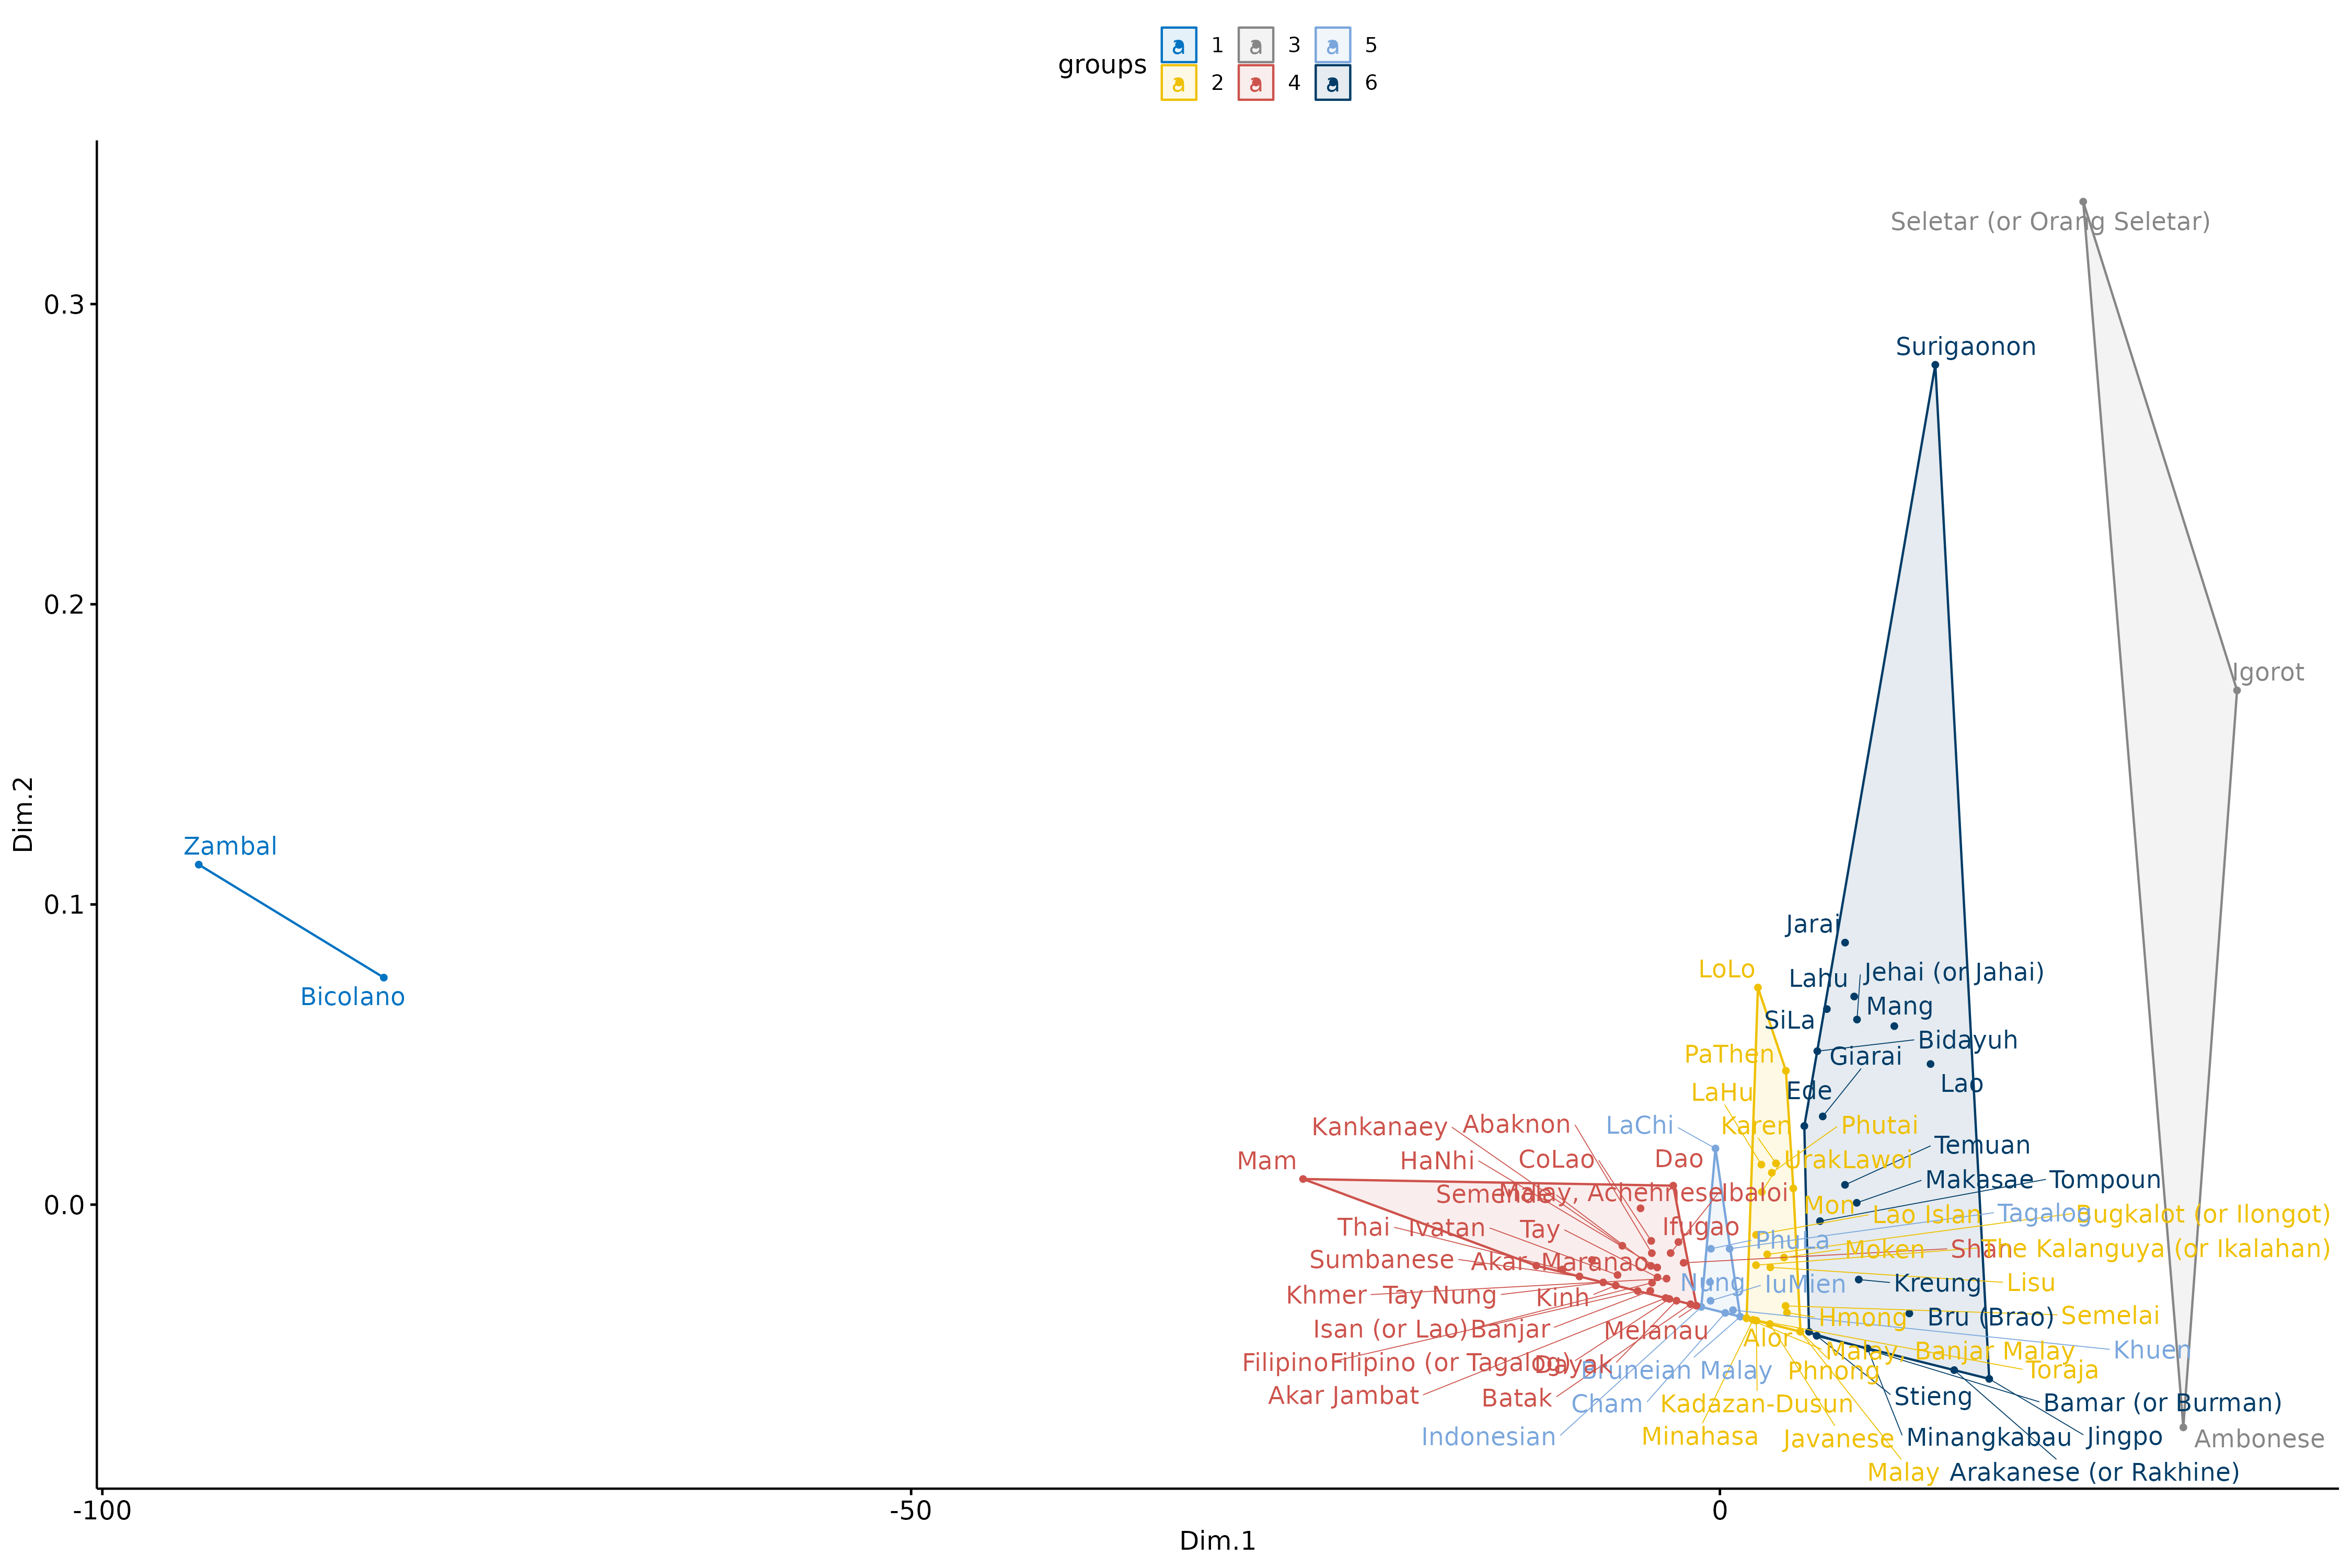 groups
a 1 a 3 a 5
a 2 a 4 a 6
Seletar (or Orang Seletar)
0.3
Surigaonon
Igorot
0.2
Dim.2
Zambal
0.1
Bicolano
Jarai
LoLo
Lahu
Jehai (or Jahai)
Mang
SiLa
Bidayuh
PaThen
Giarai
Lao
LaHu
Ede
Kankanaey
Abaknon
LaChi
Karen
Phutai
Temuan
Mam
HaNhi
CoLao
Dao
UrakLawoi
Makasae
Tompoun
Semende
Malay, Achehnese
Ibaloi
0.0
Mon
Lao Islan
Tagalog
Bugkalot (or Ilongot)
Thai
Ivatan
Tay
Ifugao
PhuLa
Moken
Shan
The Kalanguya (or Ikalahan)
Sumbanese
Akar
Maranao
Nung
IuMien
Kreung
Lisu
Khmer
Tay Nung
Kinh
Hmong
Bru (Brao)
Semelai
Isan (or Lao)
Banjar
Melanau
Alor
Malay
Banjar Malay
Khuen
Filipino
Filipino (or Tagalog)
Dayak
Bruneian Malay
Phnong
Toraja
Akar Jambat
Batak
Cham
Kadazan-Dusun
Stieng
Bamar (or Burman)
Indonesian
Minahasa
Javanese
Minangkabau
Jingpo
Ambonese
Malay
Arakanese (or Rakhine)
-100
-50
0
Dim.1